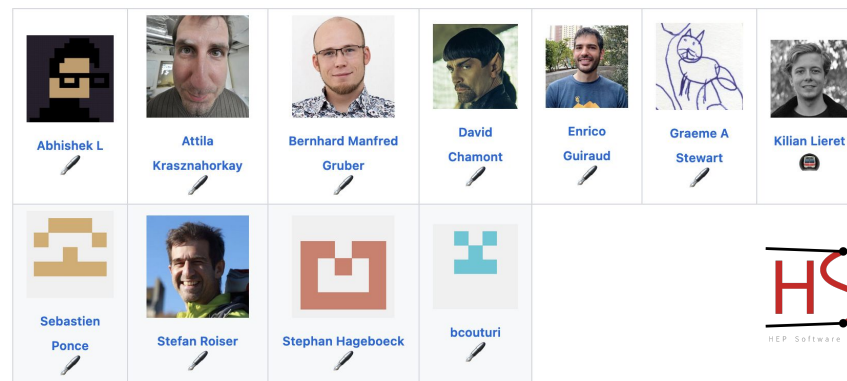 Abhishek L
Attila
Krasznahorkay
Bernhard Manfred
Gruber
David
Chamont
Enrico
Guiraud
Graeme A
Stewart
Kilian Lieret
Sebastien
Ponce
Stefan Roiser
Stephan Hageboeck
bcouturi
HS
HEP Software